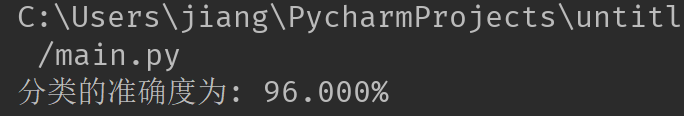 C:\Users\jiang\PycharmProjects\untitl
/main.py
分类的准确度为: 96.000%